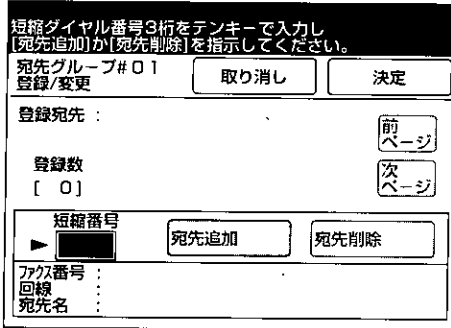 短縮ダイヤル番号3桁をテンキーで入力し
[宛先追加]か[宛先削除]を指示してください。
宛先グループ#01
登録/変更
取り消し
決定
登録宛先 :
前
ページ
登録数
[ 0]
次
ページ
短縮番号
宛先追加
宛先削除
ファクス番号 :
回線 :
宛先名 :